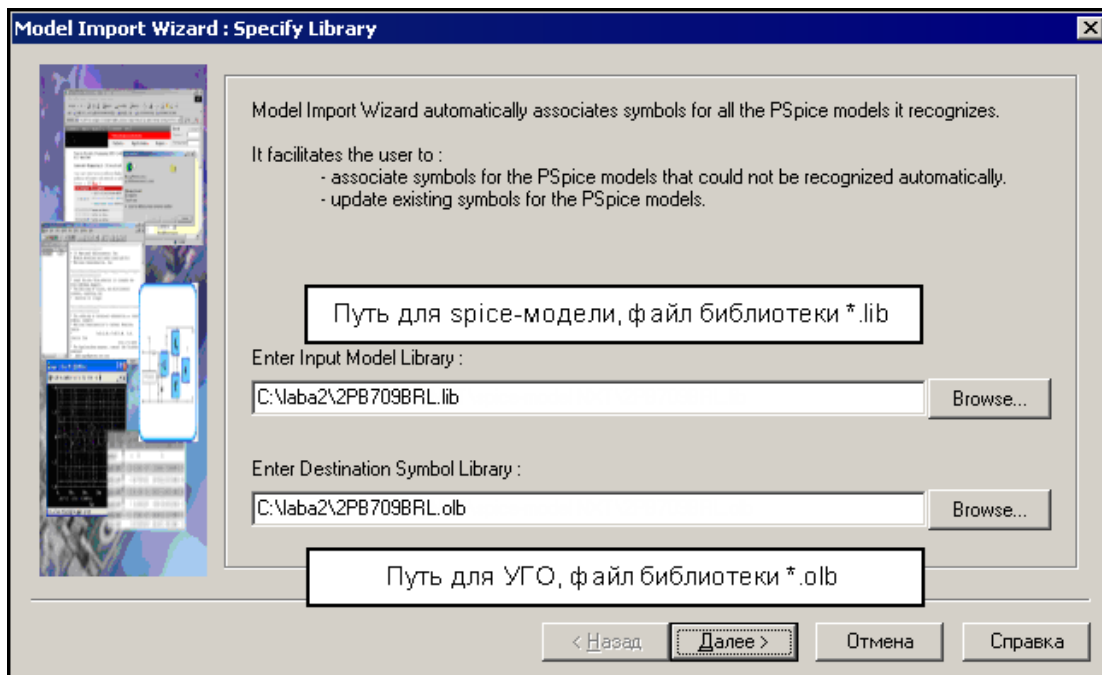 Model Import Wizard : Specify Library
Model Import Wizard automatically associates symbols for all the PSpice models it recognizes.
It facilitates the user to :
- associate symbols for the PSpice models that could not be recognized automatically.
- update existing symbols for the PSpice models.
Путь для spice-модели, файл библиотеки *.lib
Enter Input Model Library :
C:\laba2\2PB709BRL.lib
Browse...
Enter Destination Symbol Library :
C:\laba2\2PB709BRL.olb
Browse...
Путь для УГО, файл библиотеки *.olb
< Назад
Далее >
Отмена
Справка